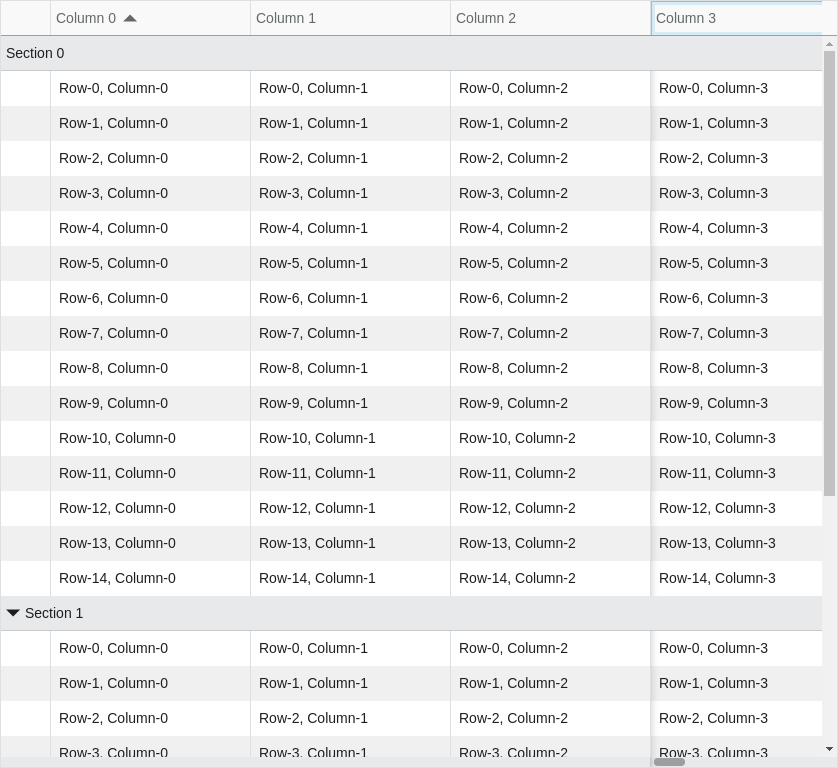 Column 0 Column 1 Column 2 Column 3
Section 0
Row-0, Column-0 Row-0, Column-1 Row-0, Column-2 Row-0, Column-3
Row-1, Column-0 Row-1, Column-1 Row-1, Column-2 Row-1, Column-3
Row-2, Column-0 Row-2, Column-1 Row-2, Column-2 Row-2, Column-3
Row-3, Column-0 Row-3, Column-1 Row-3, Column-2 Row-3, Column-3
Row-4, Column-0 Row-4, Column-1 Row-4, Column-2 Row-4, Column-3
Row-5, Column-0 Row-5, Column-1 Row-5, Column-2 Row-5, Column-3
Row-6, Column-0 Row-6, Column-1 Row-6, Column-2 Row-6, Column-3
Row-7, Column-0 Row-7, Column-1 Row-7, Column-2 Row-7, Column-3
Row-8, Column-0 Row-8, Column-1 Row-8, Column-2 Row-8, Column-3
Row-9, Column-0 Row-9, Column-1 Row-9, Column-2 Row-9, Column-3
Row-10, Column-0 Row-10, Column-1 Row-10, Column-2 Row-10, Column-3
Row-11, Column-0 Row-11, Column-1 Row-11, Column-2 Row-11, Column-3
Row-12, Column-0 Row-12, Column-1 Row-12, Column-2 Row-12, Column-3
Row-13, Column-0 Row-13, Column-1 Row-13, Column-2 Row-13, Column-3
Row-14, Column-0 Row-14, Column-1 Row-14, Column-2 Row-14, Column-3
Section 1
Row-0, Column-0 Row-0, Column-1 Row-0, Column-2 Row-0, Column-3
Row-1, Column-0 Row-1, Column-1 Row-1, Column-2 Row-1, Column-3
Row-2, Column-0 Row-2, Column-1 Row-2, Column-2 Row-2, Column-3
Row-3, Column-0 Row-3, Column-1 Row-3, Column-2 Row-3, Column-3